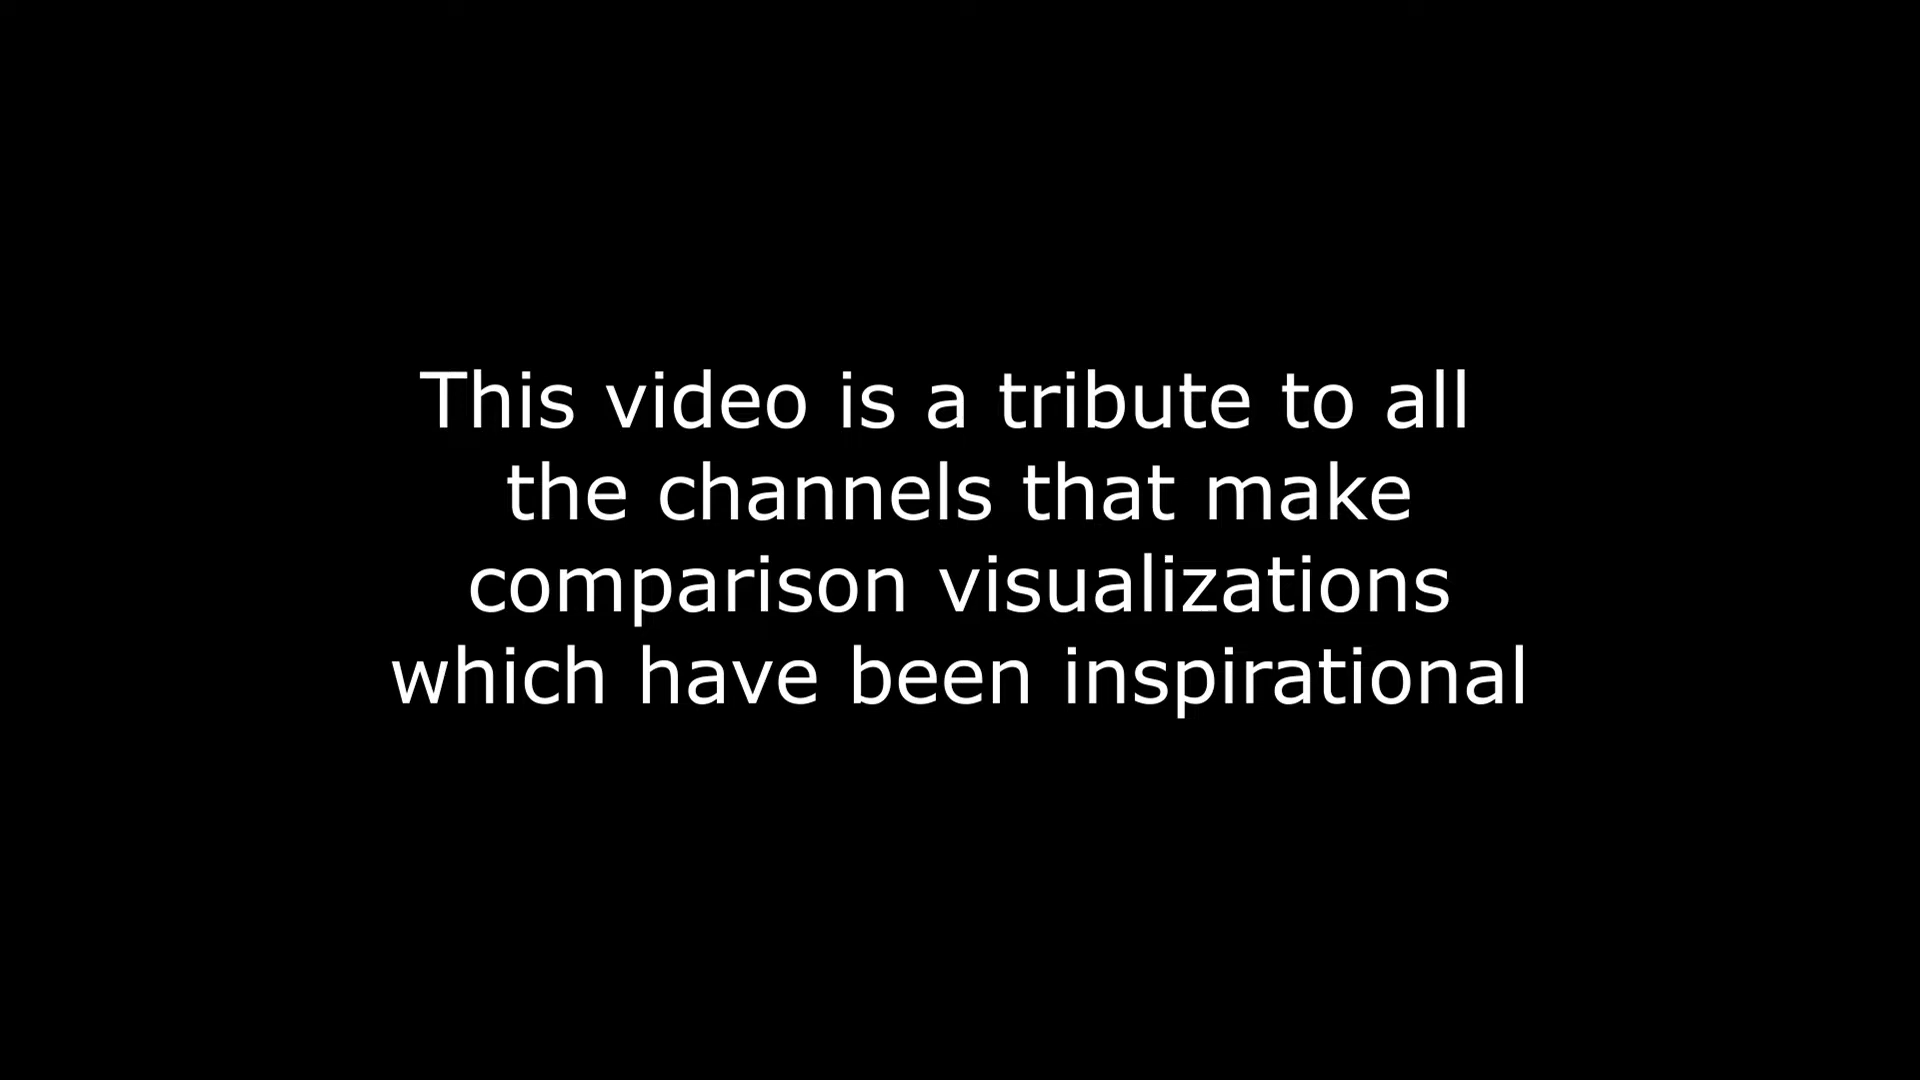 This video is a tribute to all
the channels that make
comparison visualizations
which have been inspirational